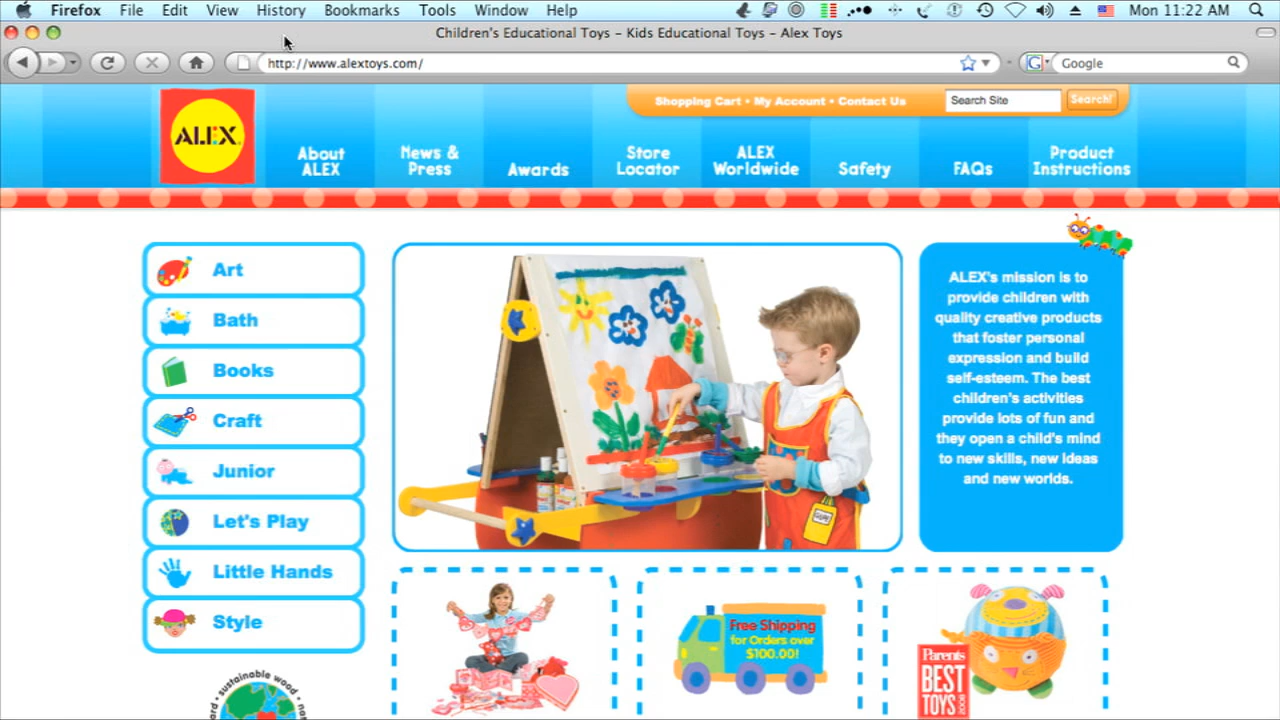 Firefox File Edit View History Bookmarks Tools Window Help Mon 11:22 AM
Children's Educational Toys – Kids Educational Toys – Alex Toys
http://www.alextoys.com/
Google
Shopping Cart • My Account • Contact Us
Search Site
Search!
ALEX
About
ALEX
News &
Press
Awards
Store
Locator
ALEX
Worldwide
Safety
FAQs
Product
Instructions
Art
Bath
Books
Craft
Junior
Let's Play
Little Hands
Style
ALEX's mission is to
provide children with
quality creative products
that foster personal
expression and build
self-esteem. The best
children's activities
provide lots of fun and
they open a child's mind
to new skills, new ideas
and new worlds.
Free Shipping
for Orders over
$100.00!
Parents
BEST
TOYS
sustainable wood